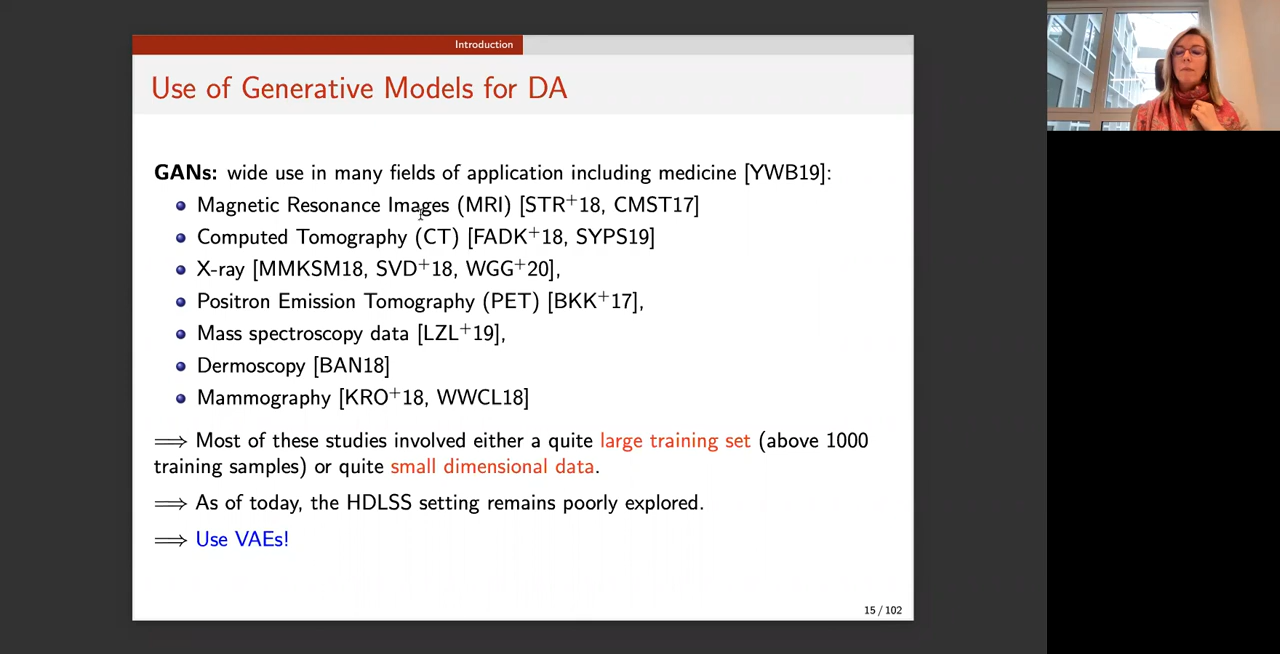 Introduction
Use of Generative Models for DA
GANs: wide use in many fields of application including medicine [YWB19]:
Magnetic Resonance Images (MRI) [STR+18, CMST17]
Computed Tomography (CT) [FADK+18, SYPS19]
X-ray [MMKSM18, SVD+18, WGG+20],
Positron Emission Tomography (PET) [BKK+17],
Mass spectroscopy data [LZL+19],
Dermoscopy [BAN18]
Mammography [KRO+18, WWCL18]
⟹ Most of these studies involved either a quite large training set (above 1000
training samples) or quite small dimensional data.
⟹ As of today, the HDLSS setting remains poorly explored.
⟹ Use VAEs!
15 / 102